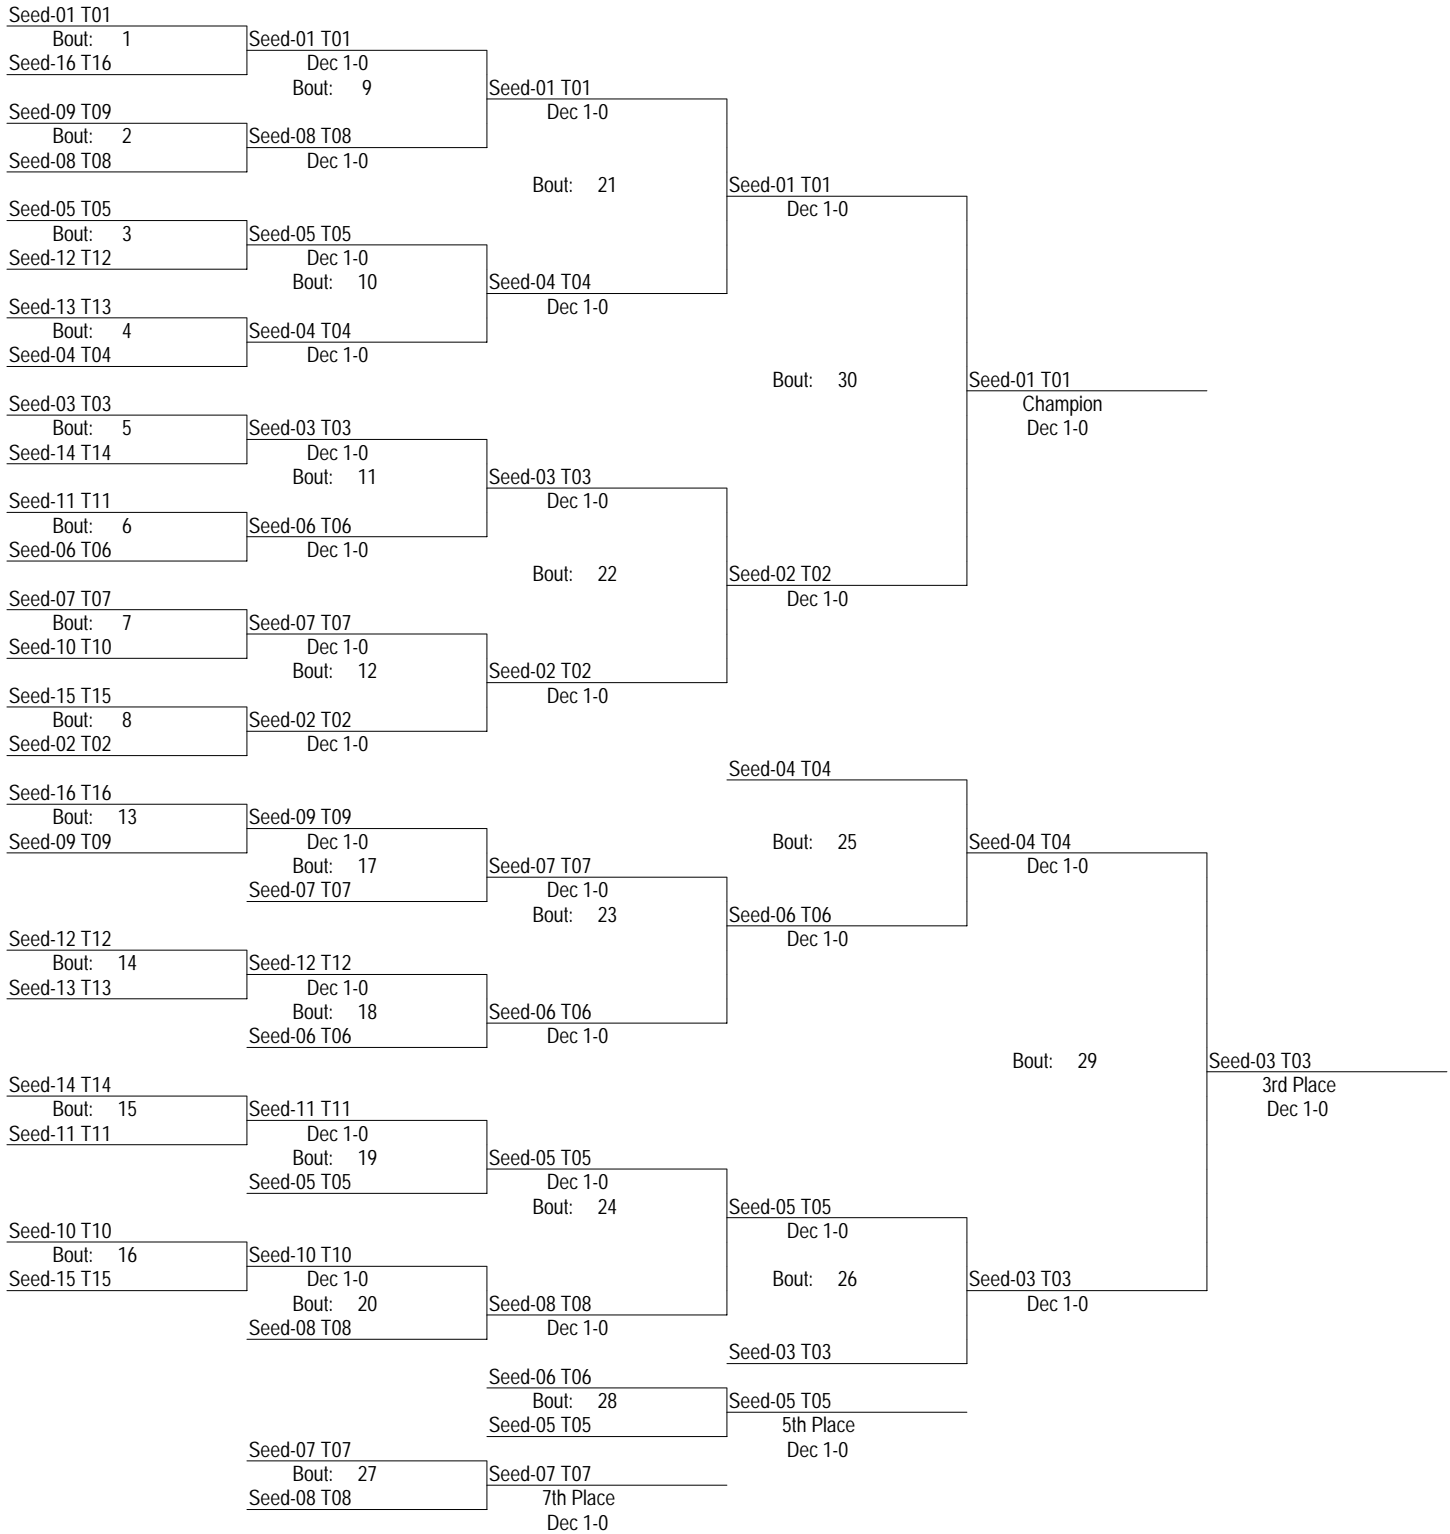 Seed-01 T01
Bout: 1
Seed-01 T01
Seed-16 T16
Dec 1-0
Bout: 9
Seed-01 T01
Seed-09 T09
Dec 1-0
Bout: 2
Seed-08 T08
Seed-08 T08
Dec 1-0
Bout: 21
Seed-01 T01
Seed-05 T05
Dec 1-0
Bout: 3
Seed-05 T05
Seed-12 T12
Dec 1-0
Bout: 10
Seed-04 T04
Seed-13 T13
Dec 1-0
Bout: 4
Seed-04 T04
Seed-04 T04
Dec 1-0
Bout: 30
Seed-01 T01
Seed-03 T03
Champion
Bout: 5
Seed-03 T03
Dec 1-0
Seed-14 T14
Dec 1-0
Bout: 11
Seed-03 T03
Seed-11 T11
Dec 1-0
Bout: 6
Seed-06 T06
Seed-06 T06
Dec 1-0
Bout: 22
Seed-02 T02
Seed-07 T07
Dec 1-0
Bout: 7
Seed-07 T07
Seed-10 T10
Dec 1-0
Bout: 12
Seed-02 T02
Seed-15 T15
Dec 1-0
Bout: 8
Seed-02 T02
Seed-02 T02
Dec 1-0
Seed-04 T04
Seed-16 T16
Bout: 13
Seed-09 T09
Seed-09 T09
Dec 1-0
Bout: 25
Seed-04 T04
Bout: 17
Seed-07 T07
Dec 1-0
Seed-07 T07
Dec 1-0
Bout: 23
Seed-06 T06
Seed-12 T12
Dec 1-0
Bout: 14
Seed-12 T12
Seed-13 T13
Dec 1-0
Bout: 18
Seed-06 T06
Seed-06 T06
Dec 1-0
Bout: 29
Seed-03 T03
Seed-14 T14
3rd Place
Bout: 15
Seed-11 T11
Dec 1-0
Seed-11 T11
Dec 1-0
Bout: 19
Seed-05 T05
Seed-05 T05
Dec 1-0
Bout: 24
Seed-05 T05
Seed-10 T10
Dec 1-0
Bout: 16
Seed-10 T10
Seed-15 T15
Dec 1-0
Bout: 26
Seed-03 T03
Bout: 20
Seed-08 T08
Dec 1-0
Seed-08 T08
Dec 1-0
Seed-03 T03
Seed-06 T06
Bout: 28
Seed-05 T05
Seed-05 T05
5th Place
Seed-07 T07
Dec 1-0
Bout: 27
Seed-07 T07
Seed-08 T08
7th Place
Dec 1-0